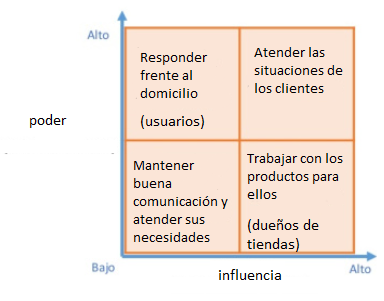 Alto
Responder
frente al
domicilio
(usuarios)
Atender las
situaciones de
los clientes
poder
Mantener
buena
comunicación y
atender sus
necesidades
Trabajar con los
productos para
ellos
(dueños de
tiendas)
Bajo
influencia
Alto